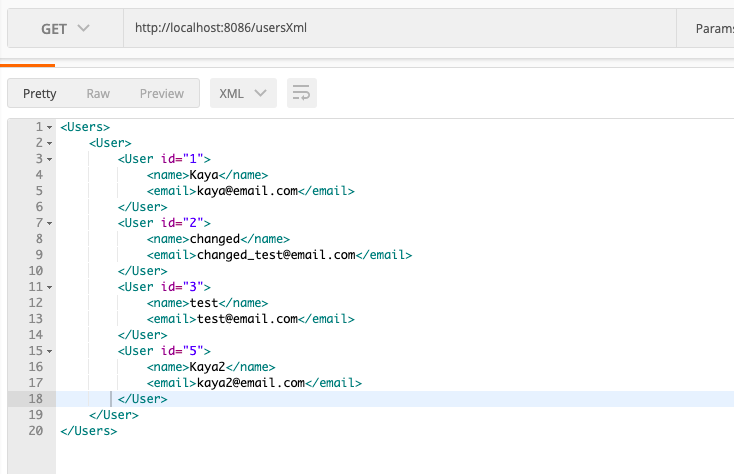 GET http://localhost:8086/usersXml Params
Pretty Raw Preview XML
1 <Users>
2 <User>
3 <User id="1">
4 <name>Kaya</name>
5 <email>kaya@email.com</email>
6 </User>
7 <User id="2">
8 <name>changed</name>
9 <email>changed_test@email.com</email>
10 </User>
11 <User id="3">
12 <name>test</name>
13 <email>test@email.com</email>
14 </User>
15 <User id="5">
16 <name>Kaya2</name>
17 <email>kaya2@email.com</email>
18 </User>
19 </User>
20 </Users>